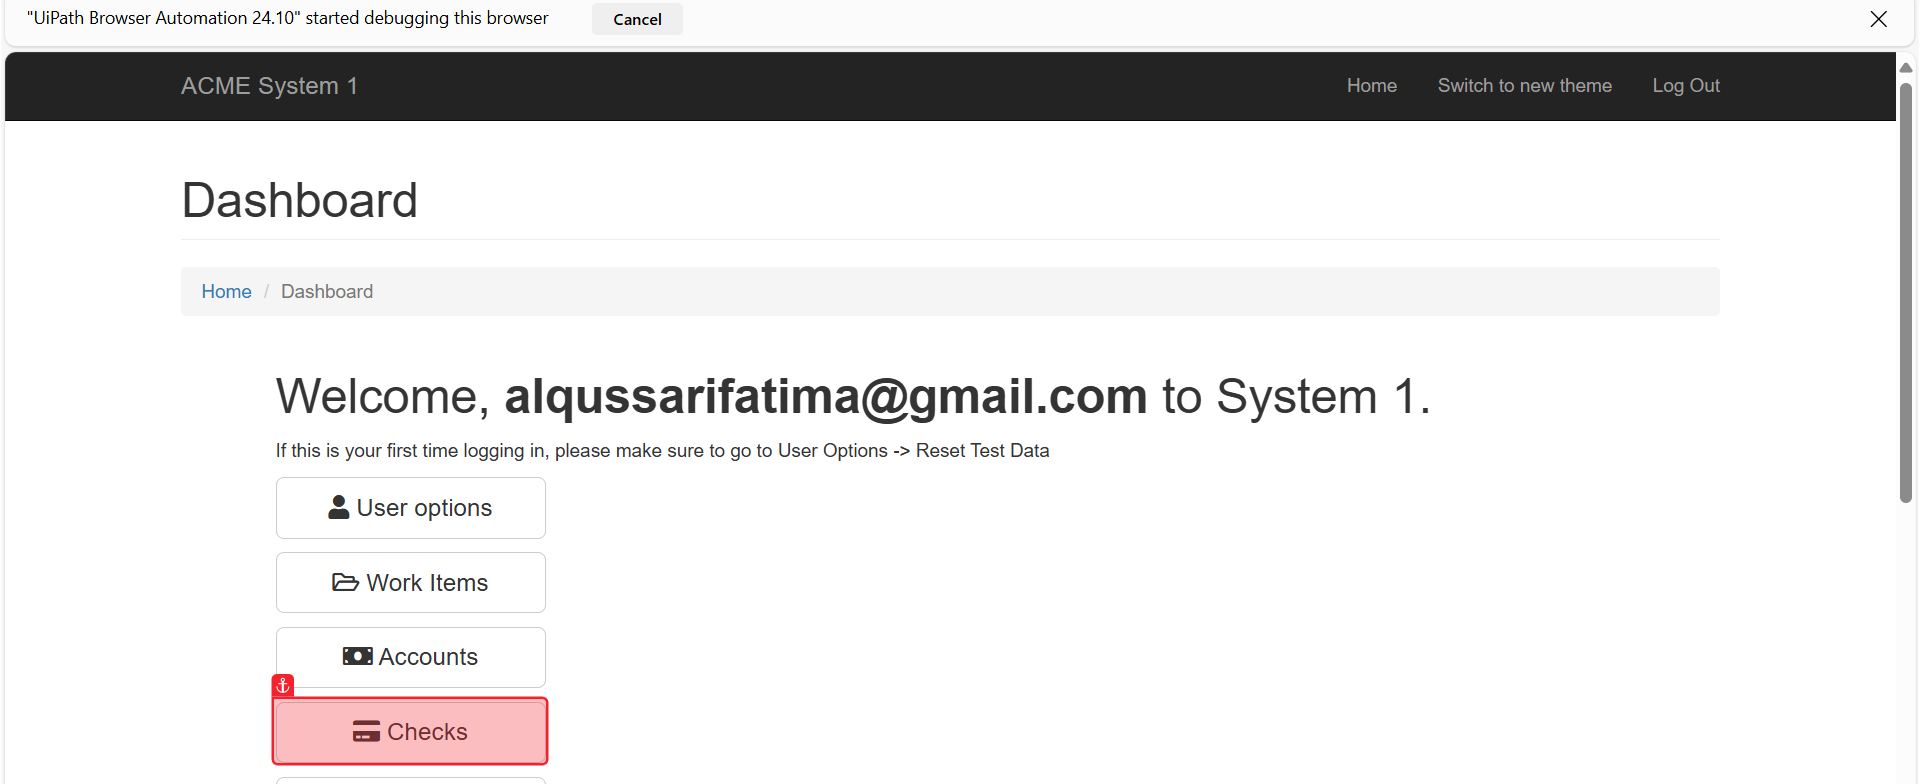 "UiPath Browser Automation 24.10" started debugging this browser
Cancel
ACME System 1
Home
Switch to new theme
Log Out
Dashboard
Home / Dashboard
Welcome, alqussarifatima@gmail.com to System 1.
If this is your first time logging in, please make sure to go to User Options -> Reset Test Data
User options
Work Items
Accounts
Checks